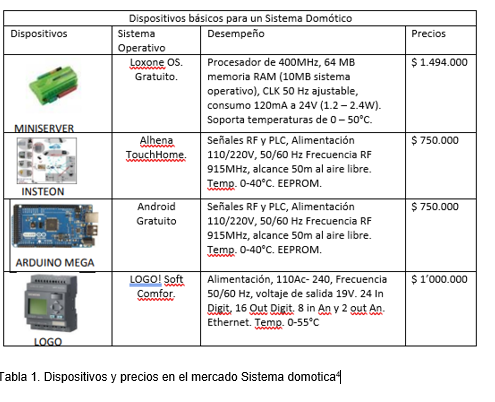 Dispositivos básicos para un Sistema Domótico
Dispositivos Sistema Operativo Desempeño Precios
MINISERVER
Loxone OS.
Gratuito.
Procesador de 400MHz, 64 MB
memoria RAM (10MB sistema
operativo), CLK 50 Hz ajustable,
consumo 120mA a 24V (1.2 – 2.4W).
Soporta temperaturas de 0 – 50°C.
$ 1.494.000
INSTEON
Alhena
TouchHome.
Señales RF y PLC, Alimentación
110/220V, 50/60 Hz Frecuencia RF
915MHz, alcance 50m al aire libre.
Temp. 0-40°C. EEPROM.
$ 750.000
ARDUINO MEGA
Android
Gratuito
Señales RF y PLC, Alimentación
110/220V, 50/60 Hz Frecuencia RF
915MHz, alcance 50m al aire libre.
Temp. 0-40°C. EEPROM.
$ 750.000
LOGO
LOGO! Soft
Comfor.
Alimentación, 110Ac- 240, Frecuencia
50/60 Hz, voltaje de salida 19V. 24 In
Digit, 16 Out Digit. 8 in An y 2 out An.
Ethernet. Temp. 0-55°C
$ 1'000.000
Tabla 1. Dispositivos y precios en el mercado Sistema domotica4